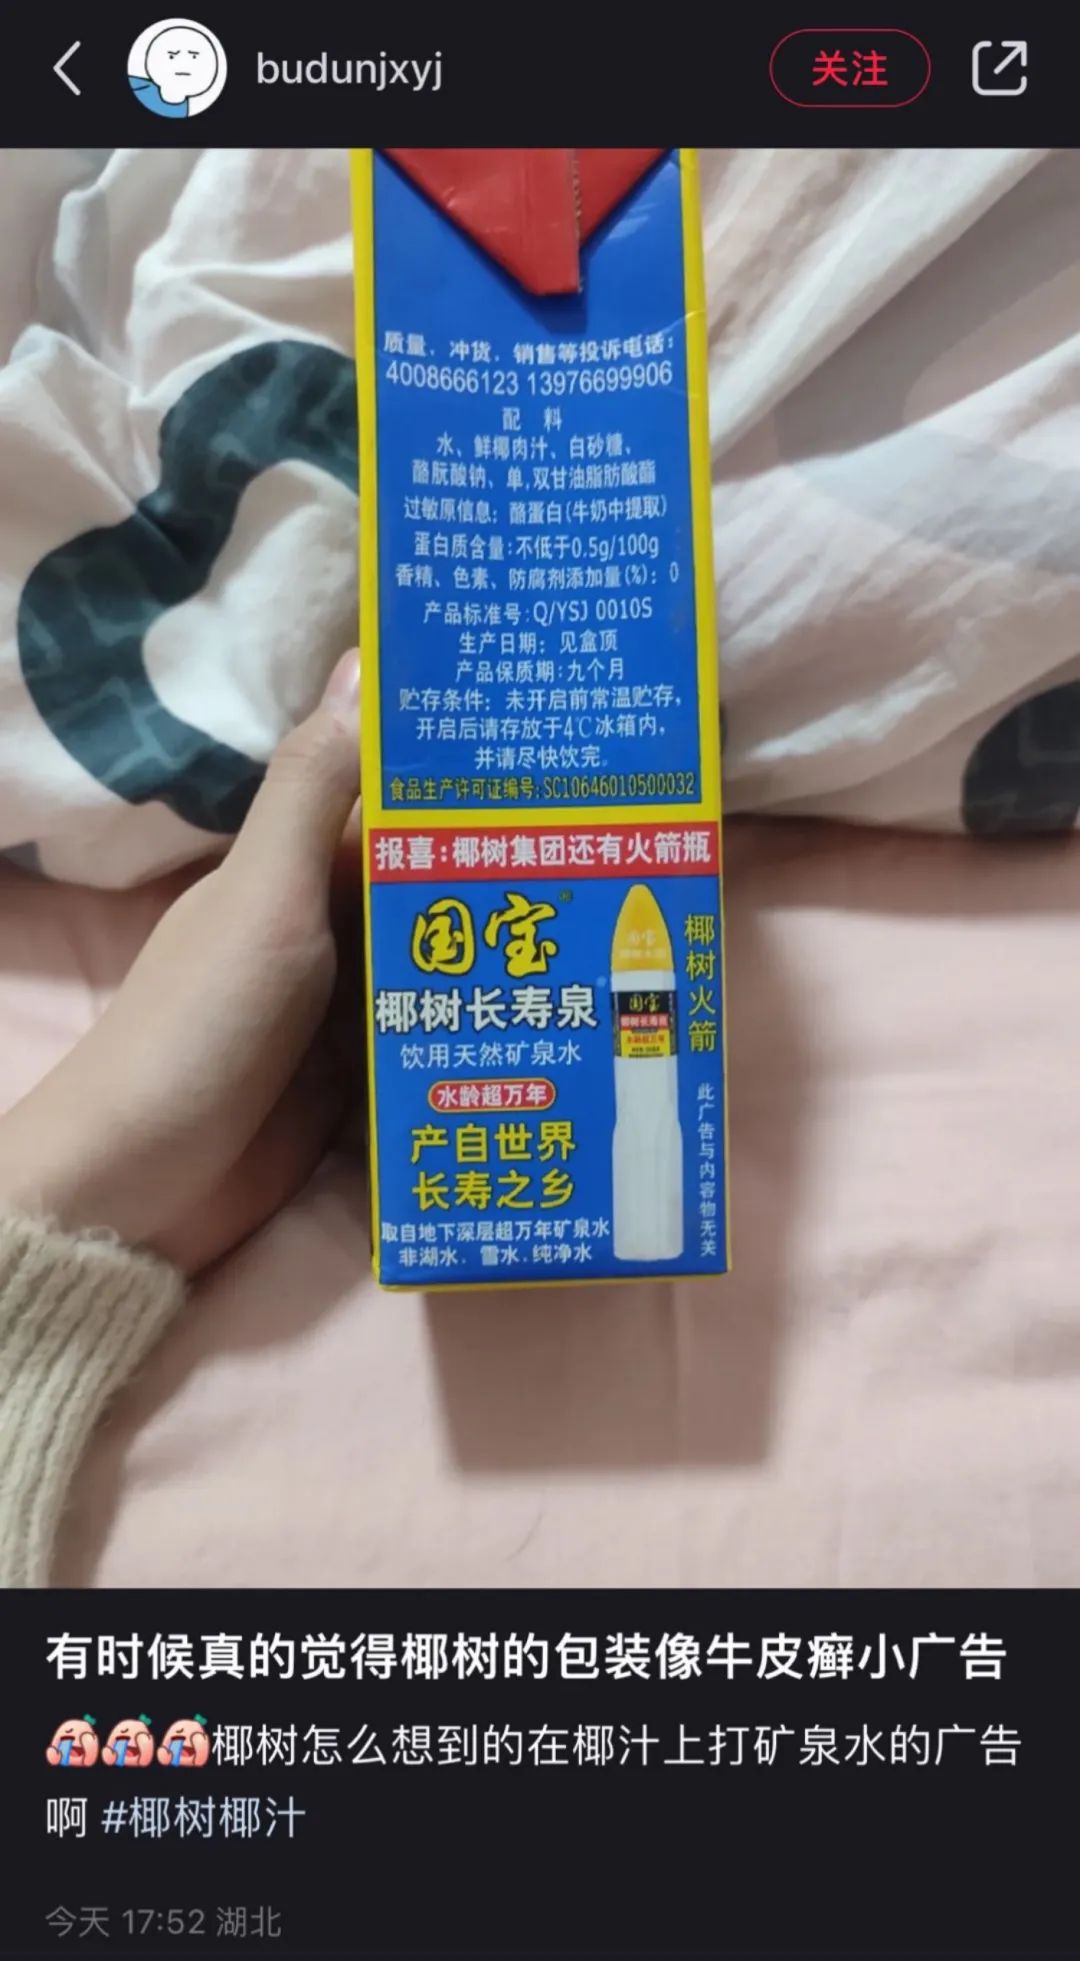 budunjxyj
关注
质量、冲货、销售等投诉电话:
4008666123 13976699906
配 料
水、鲜椰肉汁、白砂糖、
酪朊酸钠、单,双甘油脂肪酸酯
过敏原信息: 酪蛋白(牛奶中提取)
蛋白质含量:不低于0.5g/100g
香精、色素、防腐剂添加量(%): 0
产品标准号:Q/YSJ 0010S
生产日期: 见盒顶
产品保质期:九个月
贮存条件: 未开启前常温贮存,
开启后请存放于4℃冰箱内,
并请尽快饮完。
食品生产许可证编号:SC10646010500032
报喜:椰树集团还有火箭瓶
国宝
椰树长寿泉
饮用天然矿泉水
水龄超万年
产自世界
长寿之乡
取自地下深层超万年矿泉水
非湖水、雪水、纯净水
国宝
椰树长寿泉
椰树火箭
此广告与内容物无关
有时候真的觉得椰树的包装像牛皮癣小广告
椰树怎么想到的在椰汁上打矿泉水的广告
啊 #椰树椰汁
今天 17:52 湖北